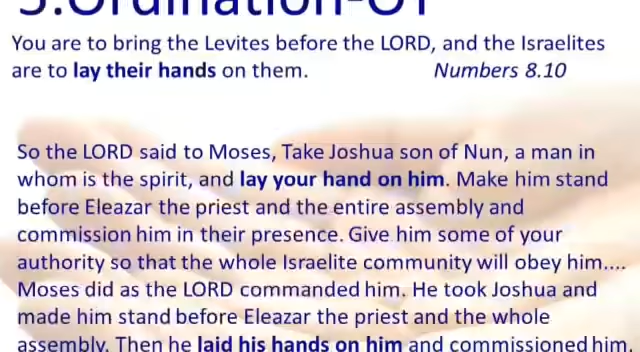 5.Ordination-OT
You are to bring the Levites before the LORD, and the Israelites
are to lay their hands on them. Numbers 8.10
So the LORD said to Moses, Take Joshua son of Nun, a man in
whom is the spirit, and lay your hand on him. Make him stand
before Eleazar the priest and the entire assembly and
commission him in their presence. Give him some of your
authority so that the whole Israelite community will obey him....
Moses did as the LORD commanded him. He took Joshua and
made him stand before Eleazar the priest and the whole
assembly. Then he laid his hands on him and commissioned him,